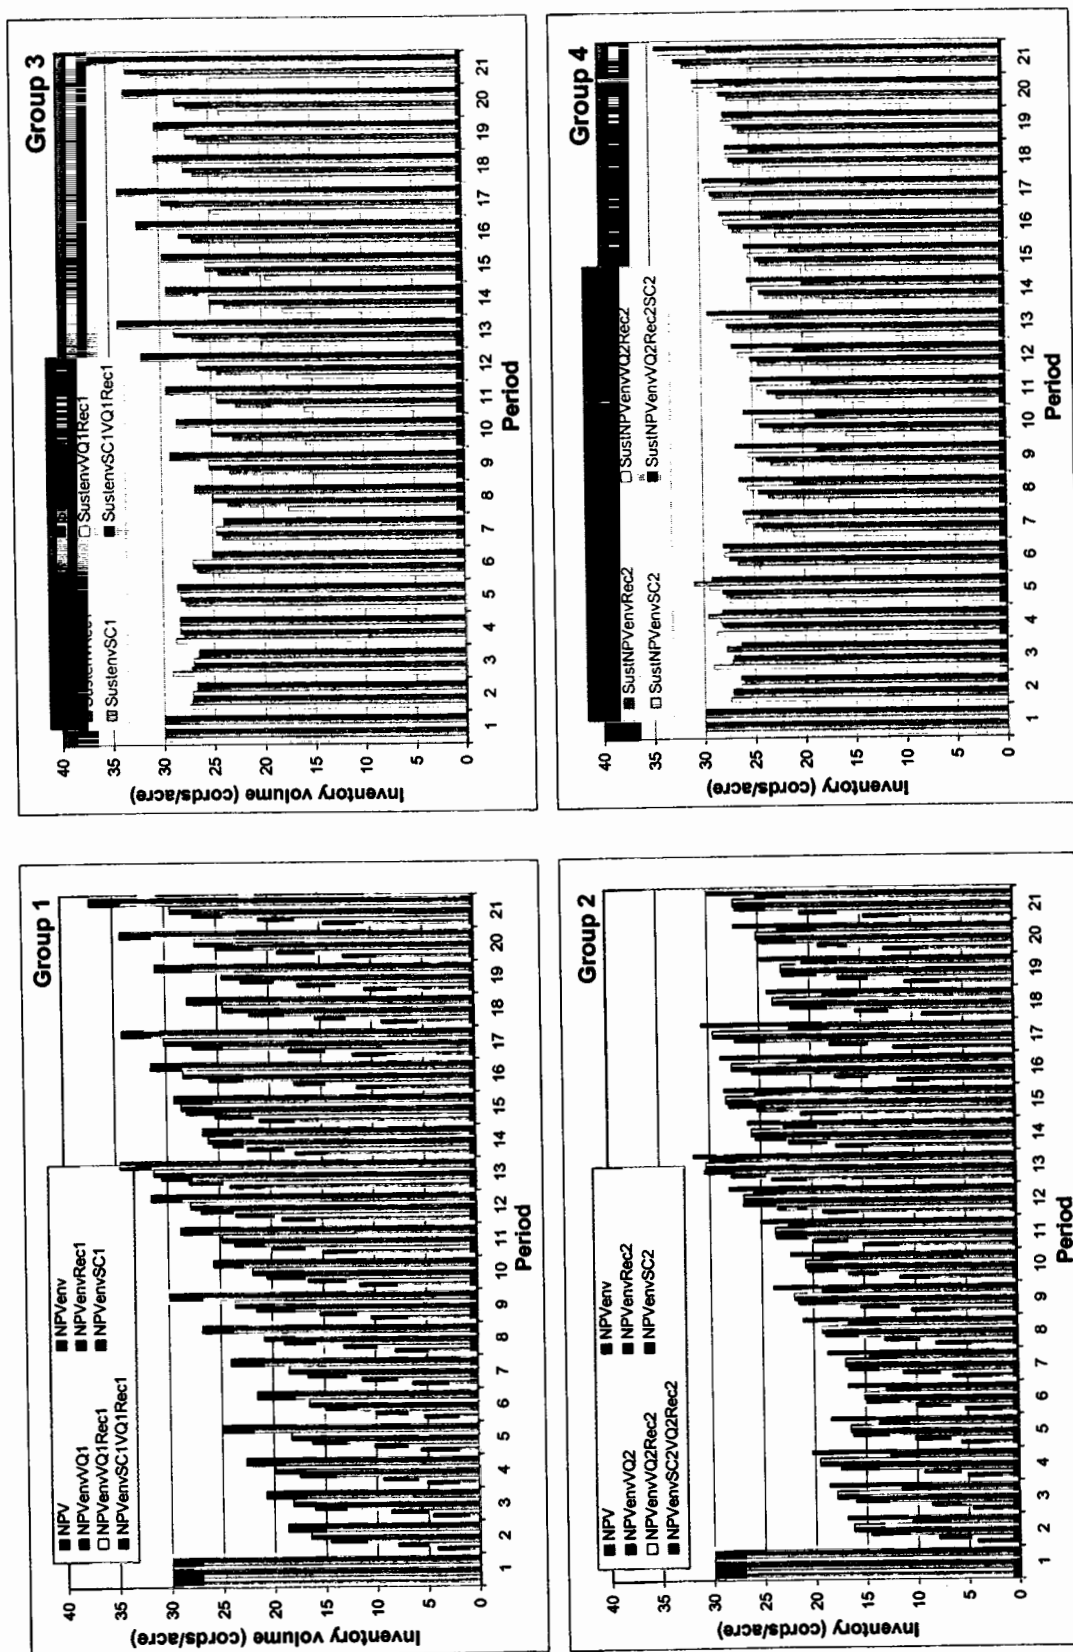 Group 1
Inventory volume (cords/acre)
40
35
30
25
20
15
10
5
0
NPV
NPVenv
NPVenvVQ1
NPVenvRec1
NPVenvVQ1Rec1
NPVenvSC1
NPVenvSC1VQ1Rec1
1 2 3 4 5 6 7 8 9 10 11 12 13 14 15 16 17 18 19 20 21
Period
Group 3
Inventory volume (cords/acre)
40
35
30
25
20
15
10
5
0
SustenvRec1
SustenvVQ1Rec1
SustenvSC1
SustenvSC1VQ1Rec1
1 2 3 4 5 6 7 8 9 10 11 12 13 14 15 16 17 18 19 20 21
Period
Group 2
Inventory volume (cords/acre)
40
35
30
25
20
15
10
5
0
NPV
NPVenv
NPVenvVQ2
NPVenvRec2
NPVenvVQ2Rec2
NPVenvSC2
NPVenvSC2VQ2Rec2
1 2 3 4 5 6 7 8 9 10 11 12 13 14 15 16 17 18 19 20 21
Period
Group 4
Inventory volume (cords/acre)
40
35
30
25
20
15
10
5
0
SustNPVenvRec2
SustNPVenvVQ2Rec2
SustNPVenvSC2
SustNPVenvVQ2Rec2SC2
1 2 3 4 5 6 7 8 9 10 11 12 13 14 15 16 17 18 19 20 21
Period